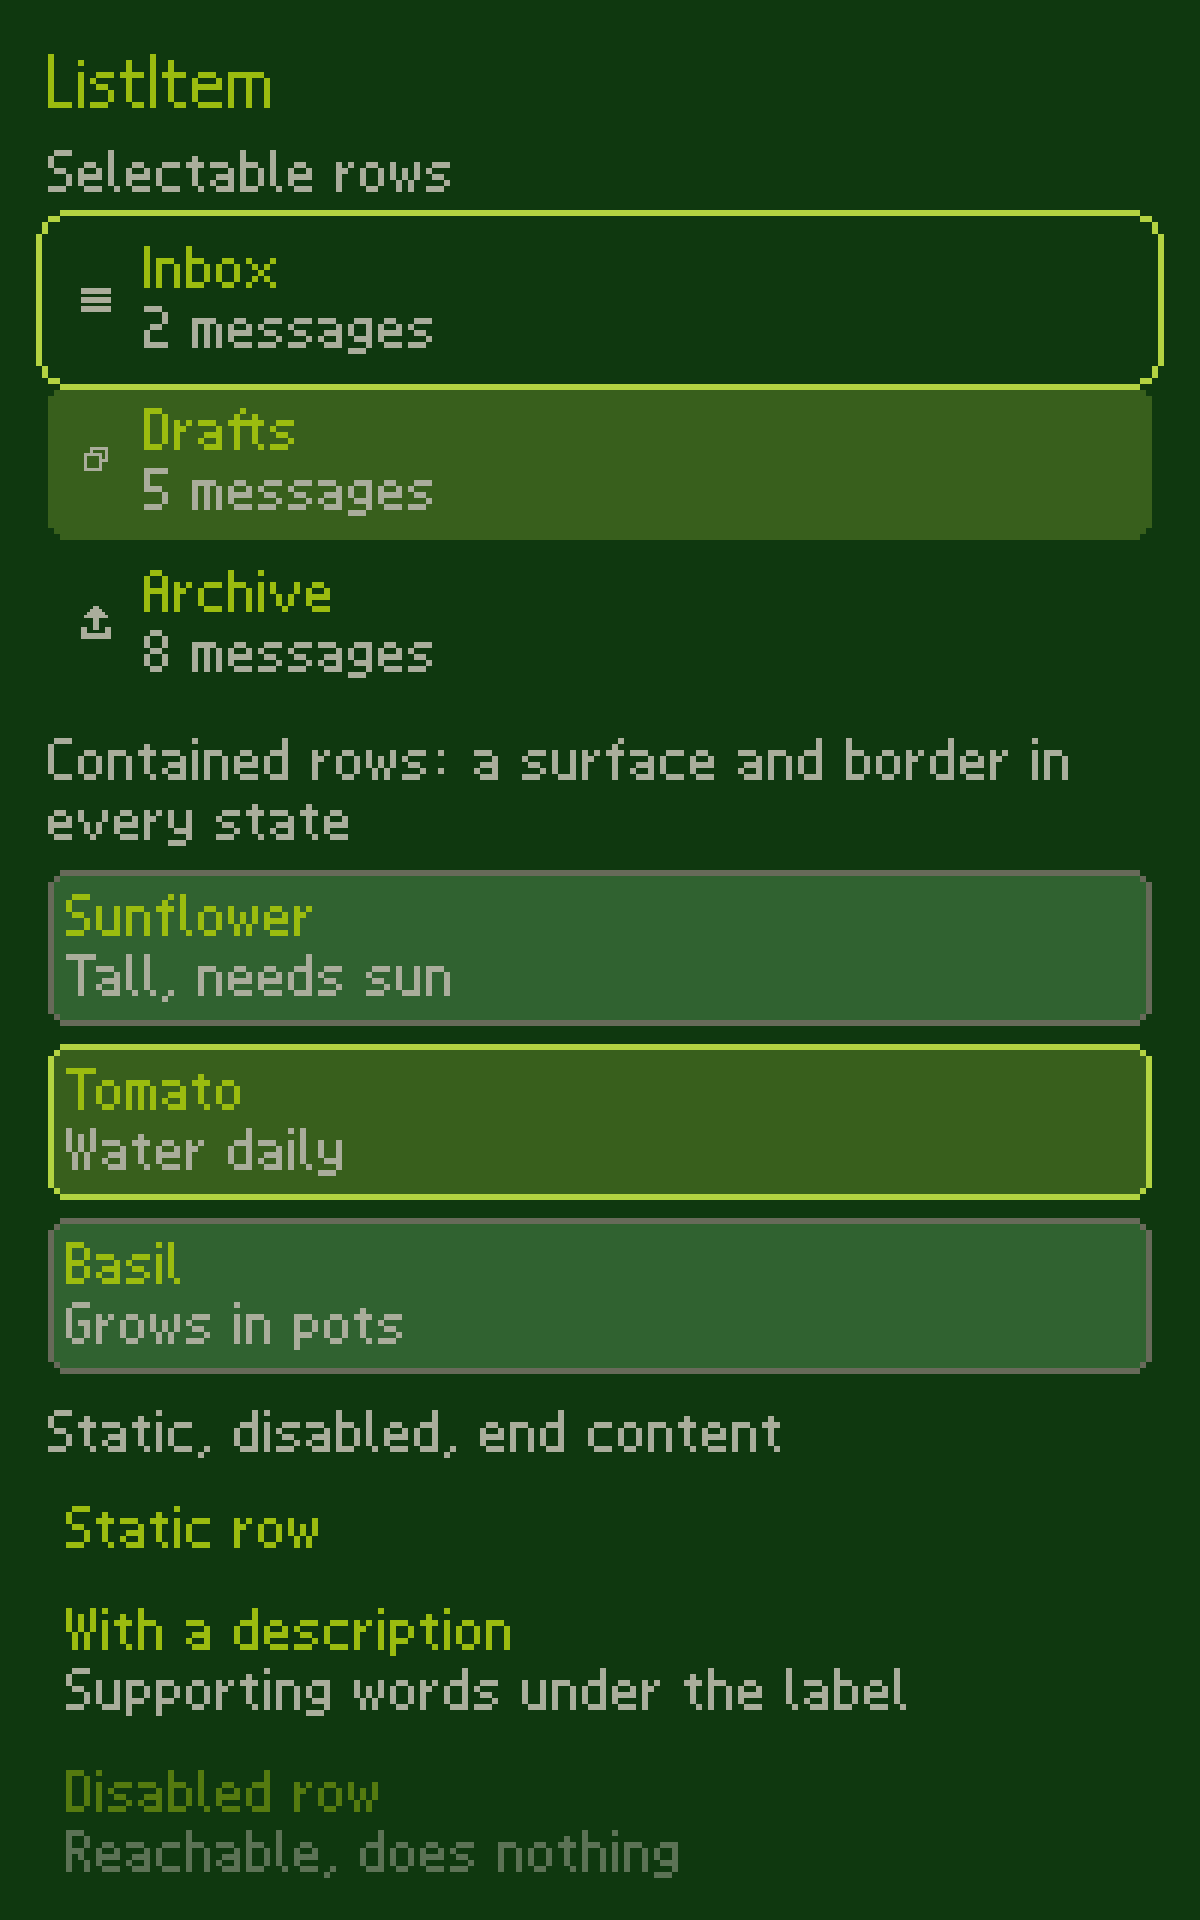 ListItem
Selectable rows
Inbox
2 messages
Drafts
5 messages
Archive
8 messages
Contained rows: a surface and border in
every state
Sunflower
Tall, needs sun
Tomato
Water daily
Basil
Grows in pots
Static, disabled, end content
Static row
With a description
Supporting words under the label
Disabled row
Reachable, does nothing